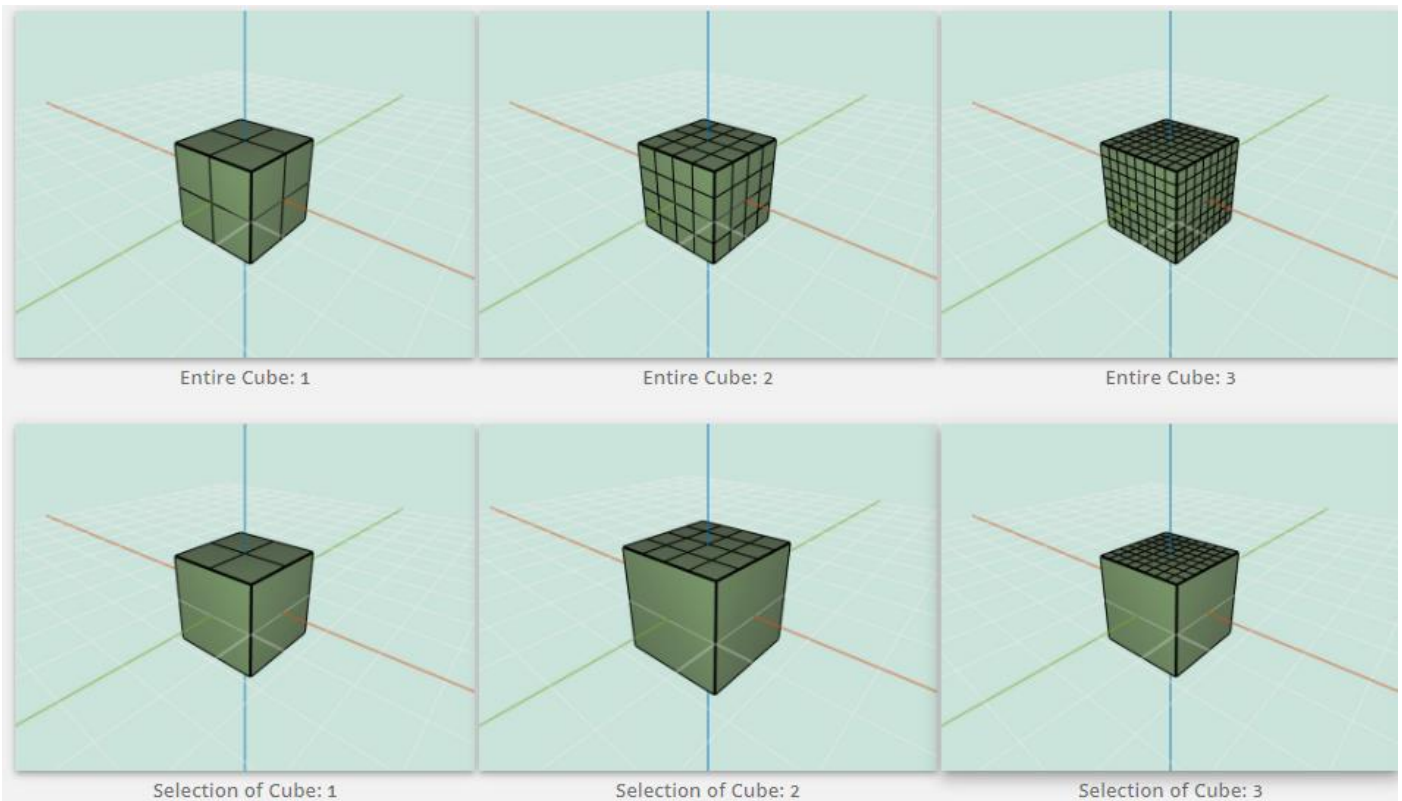 Entire Cube: 1
Entire Cube: 2
Entire Cube: 3
Selection of Cube: 1
Selection of Cube: 2
Selection of Cube: 3